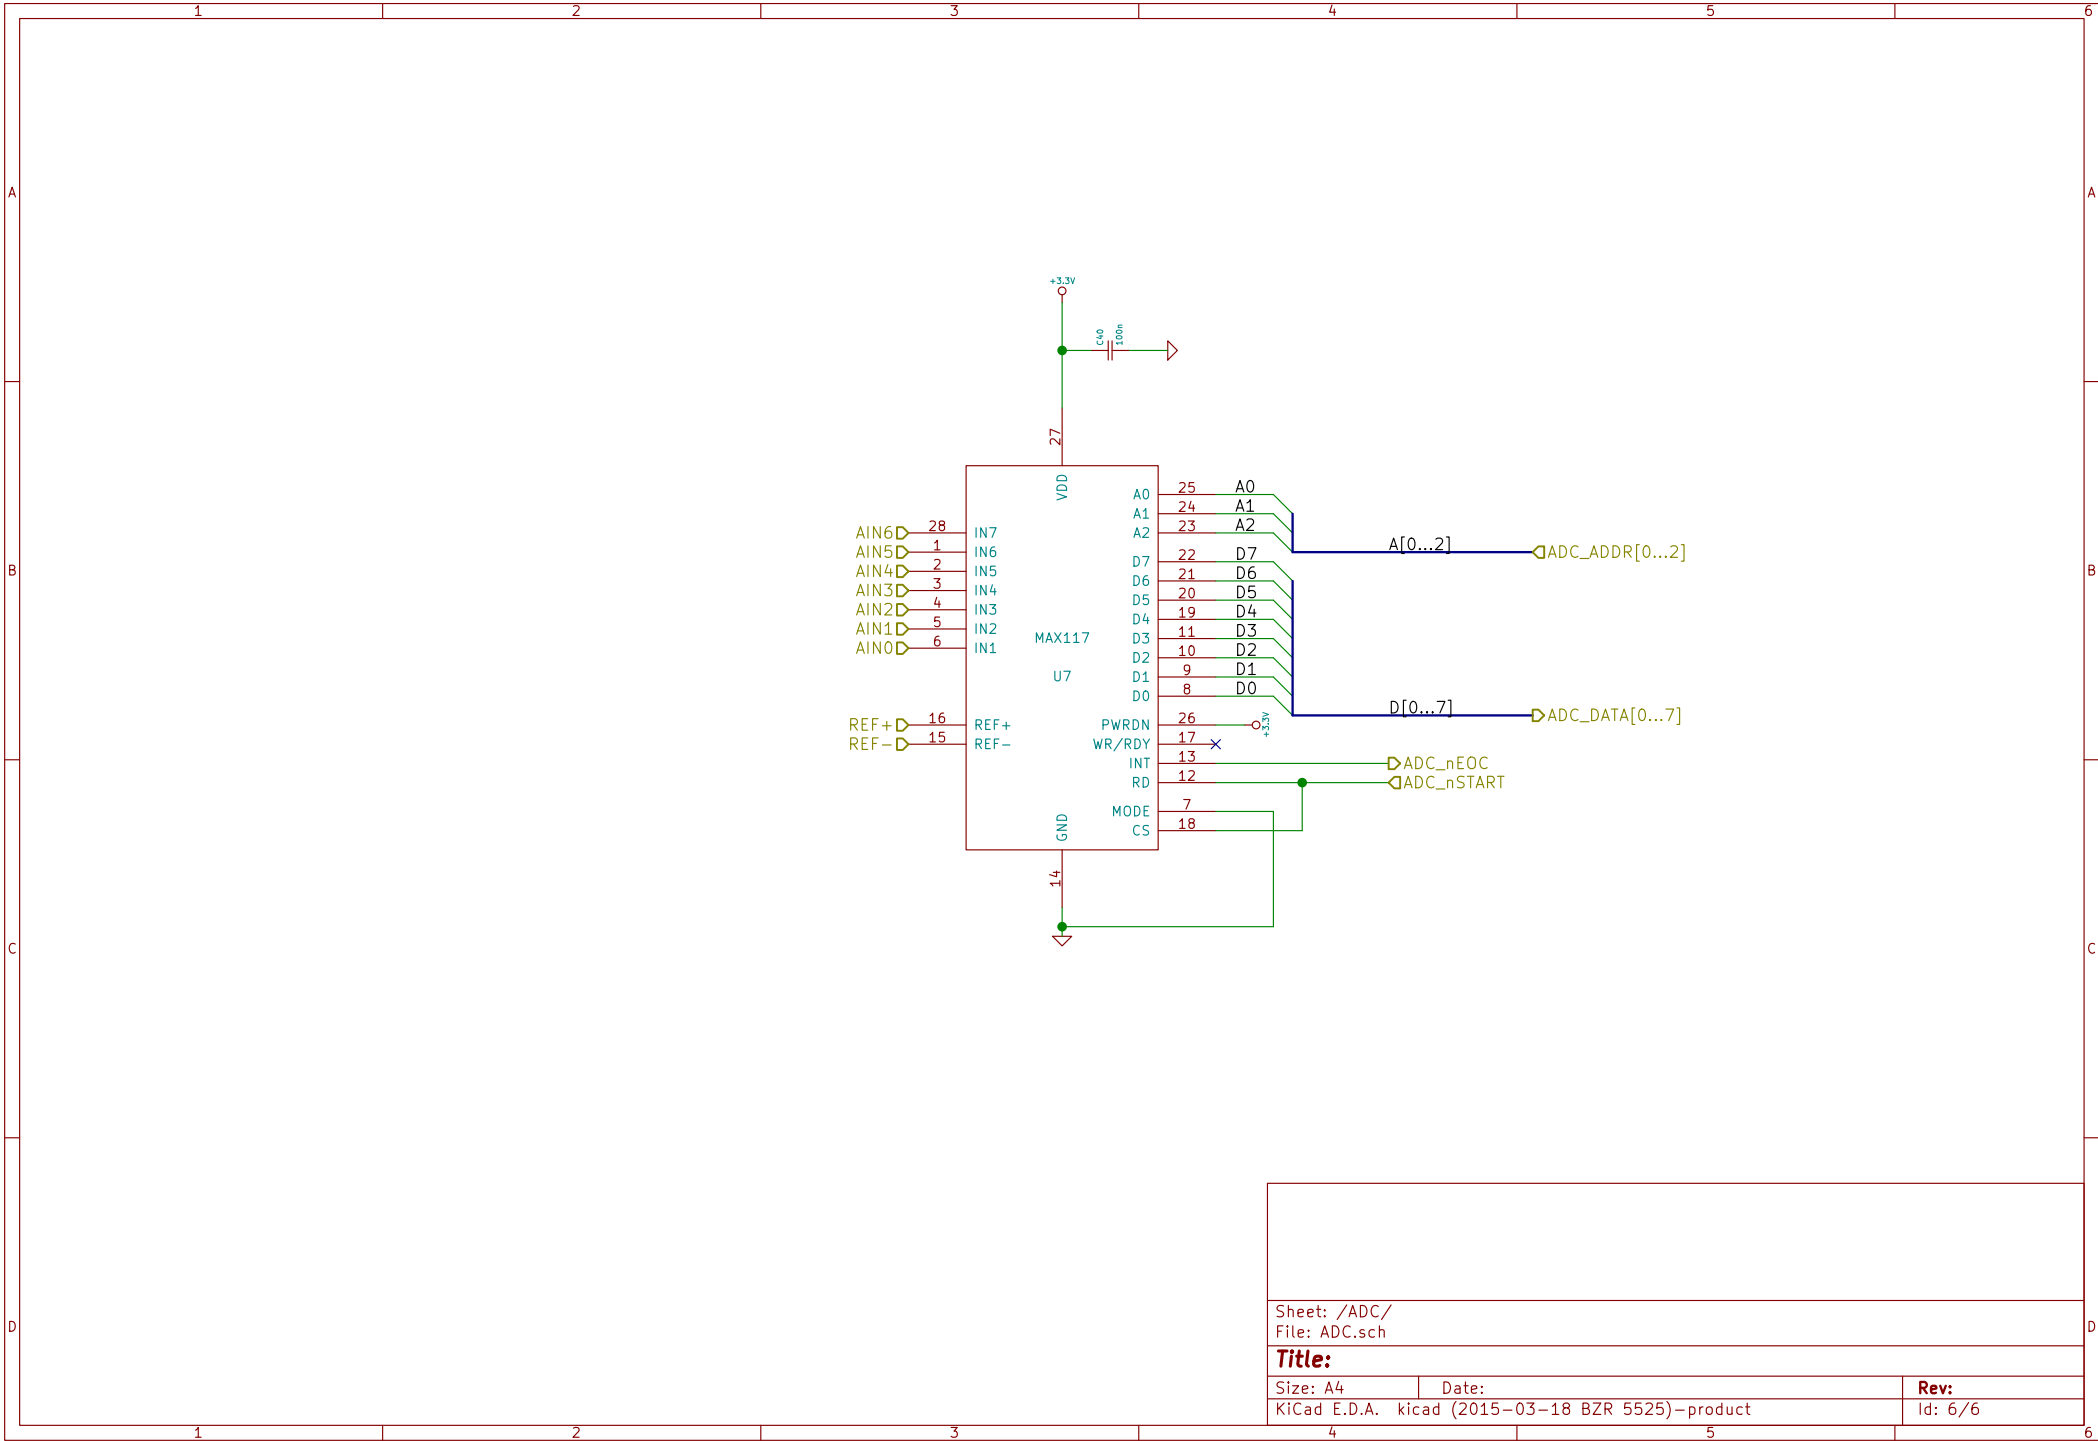 1 2 3 4 5 6
A A
B B
C C
D D
+3.3V
C40
100n
27
VDD
AIN6 28 IN7
AIN5 1 IN6
AIN4 2 IN5
AIN3 3 IN4
AIN2 4 IN3
AIN1 5 IN2
AIN0 6 IN1
REF+ 16 REF+
REF- 15 REF-
MAX117
U7
A0 25 A0
A1 24 A1
A2 23 A2
A[0...2] ADC_ADDR[0...2]
D7 22 D7
D6 21 D6
D5 20 D5
D4 19 D4
D3 11 D3
D2 10 D2
D1 9 D1
D0 8 D0
D[0...7] ADC_DATA[0...7]
PWRDN 26 +3.3V
WR/RDY 17
INT 13 ADC_nEOC
RD 12 ADC_nSTART
MODE 7
CS 18
GND
14
Sheet: /ADC/
File: ADC.sch
Title:
Size: A4 Date: Rev:
KiCad E.D.A. kicad (2015-03-18 BZR 5525)-product Id: 6/6
1 2 3 4 5 6